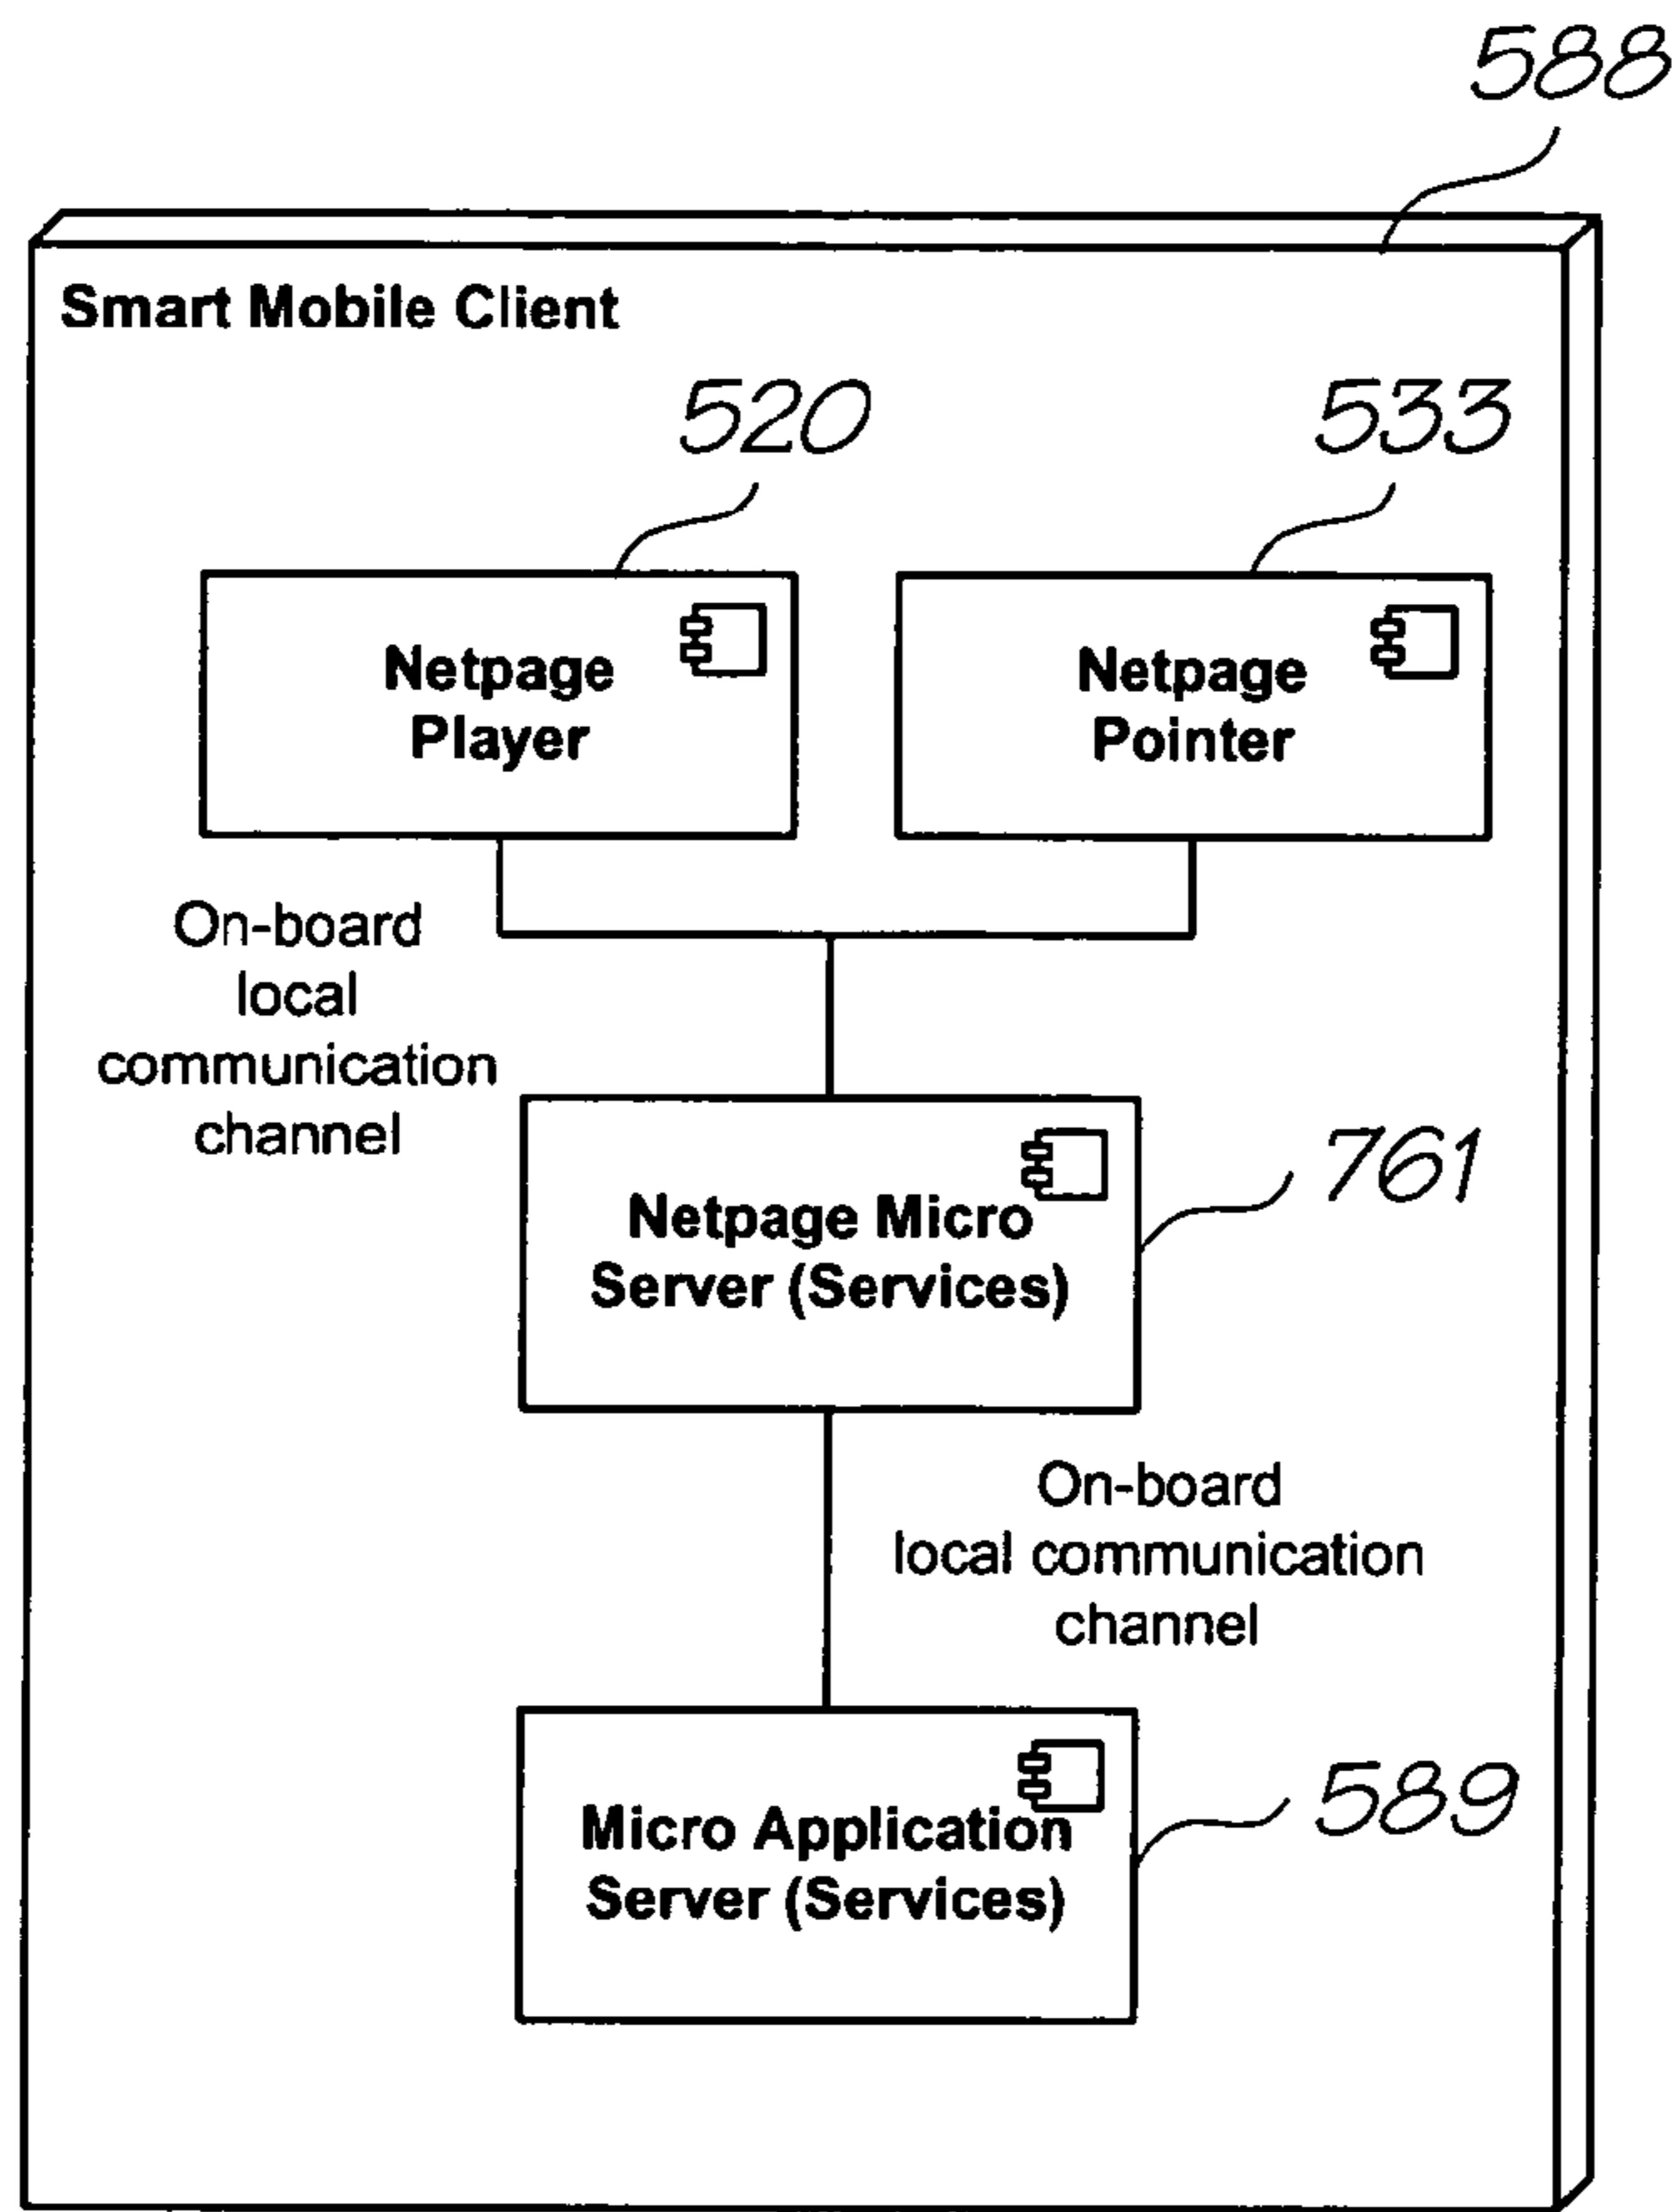 588
Smart Mobile Client
520
533
Netpage
Player
Netpage
Pointer
On-board
local
communication
channel
Netpage Micro
Server (Services)
761
On-board
local communication
channel
Micro Application
Server (Services)
589